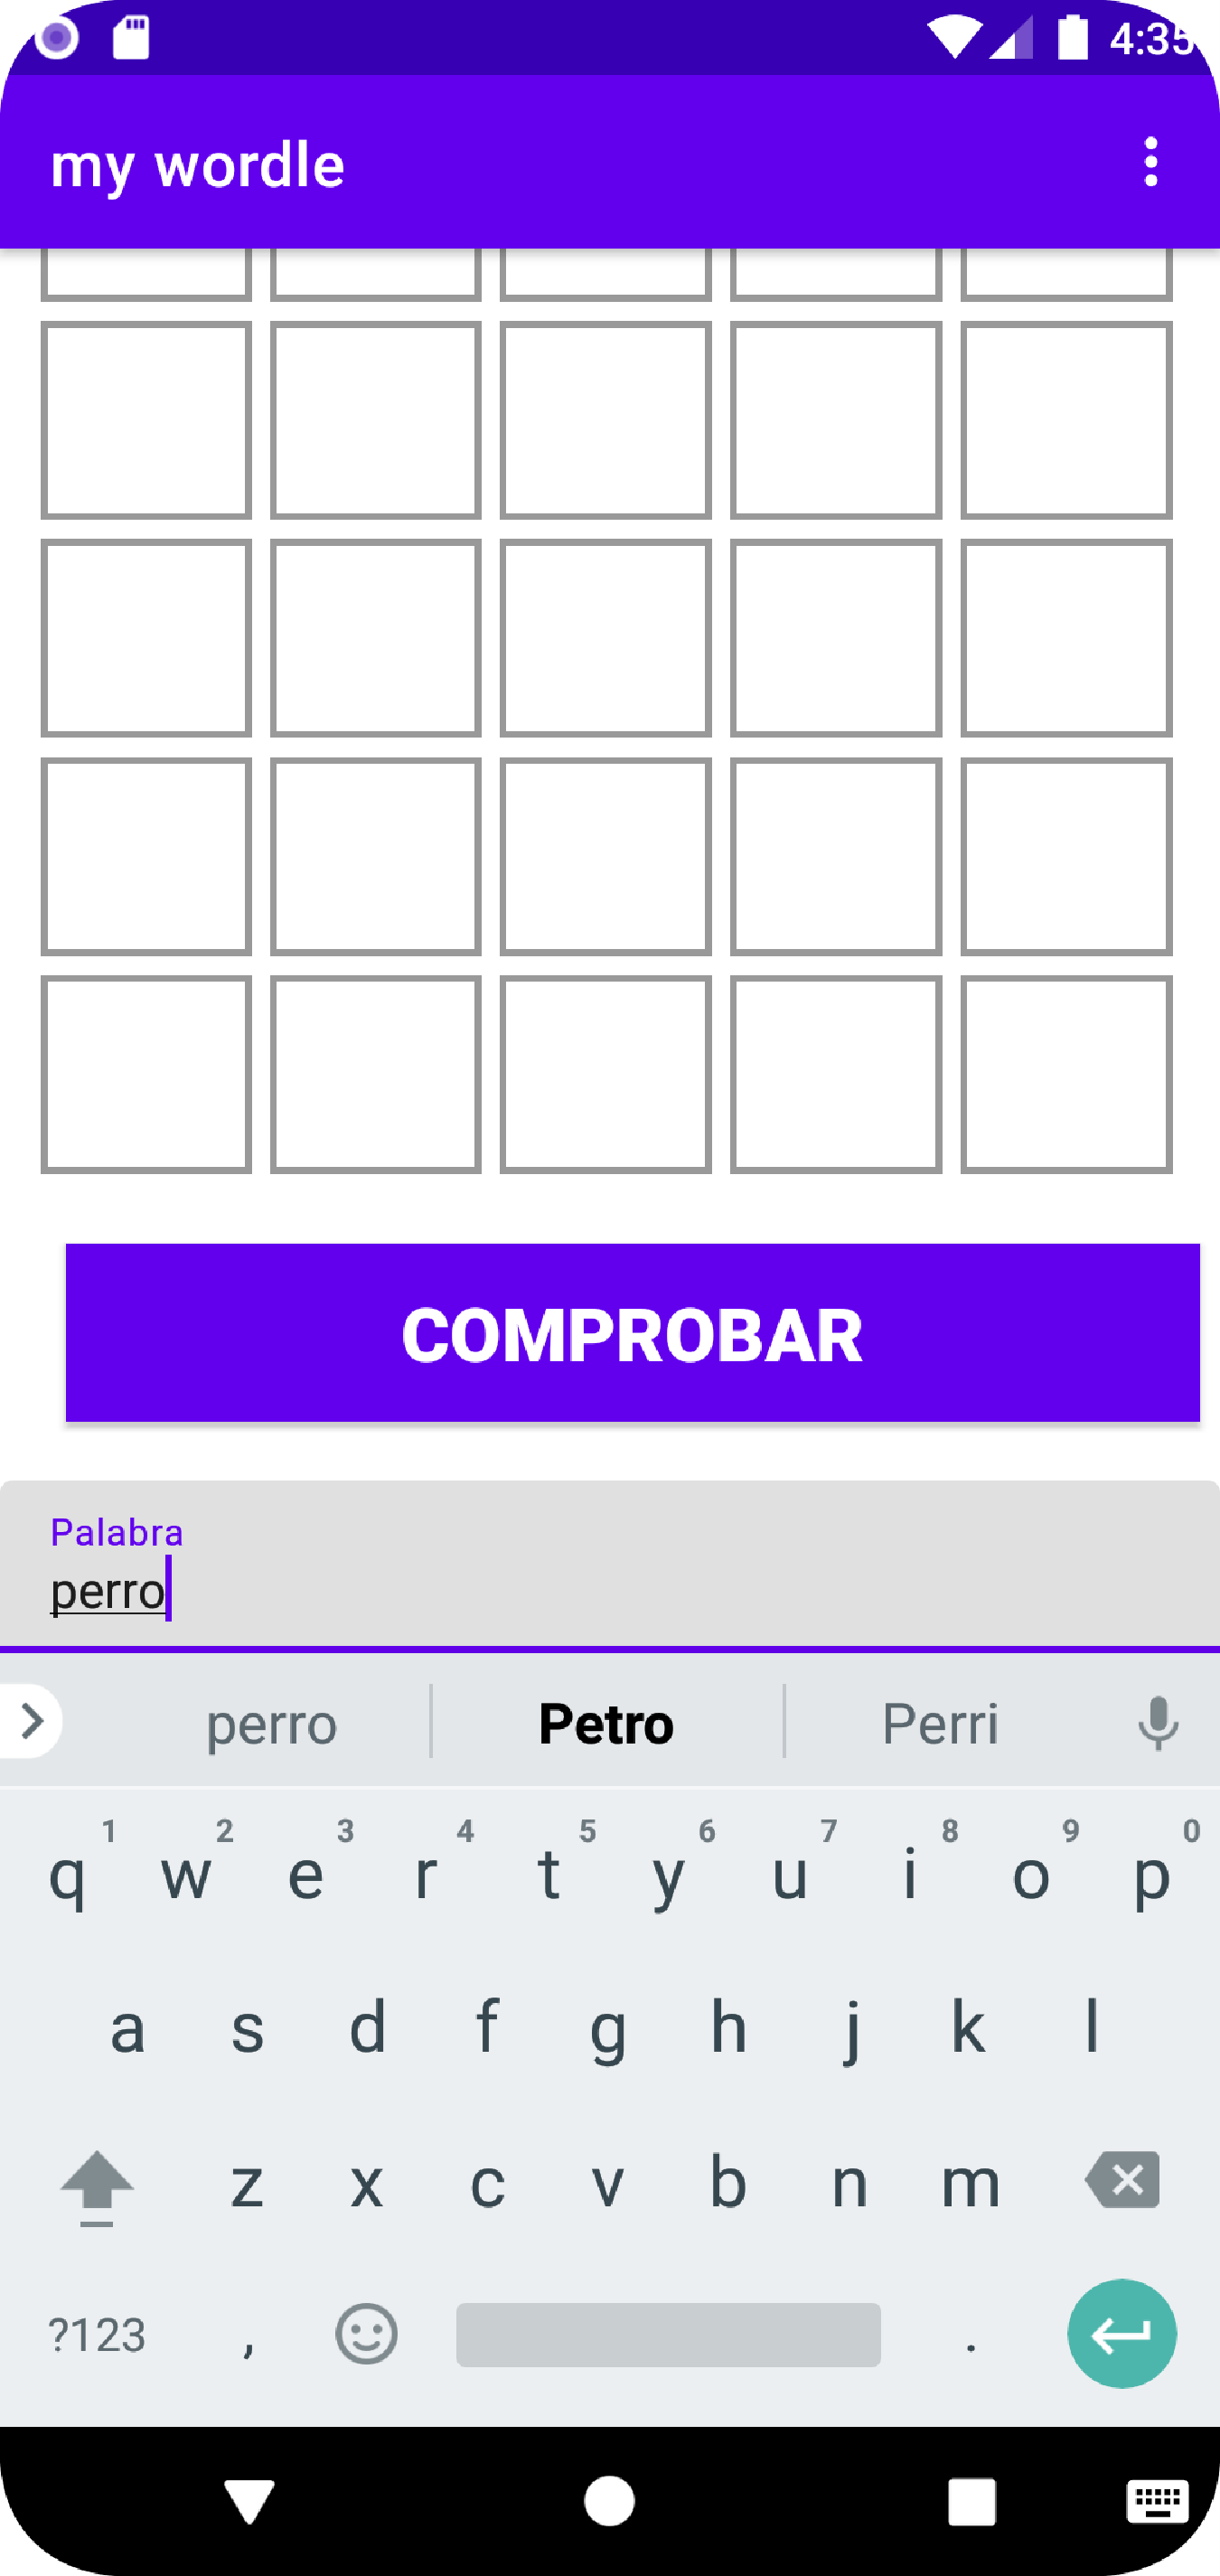 4:35
my wordle
COMPROBAR
Palabra
perro
perro Petro Perri
1 2 3 4 5 6 7 8 9 0
q w e r t y u i o p
a s d f g h j k l
z x c v b n m
?123 , .